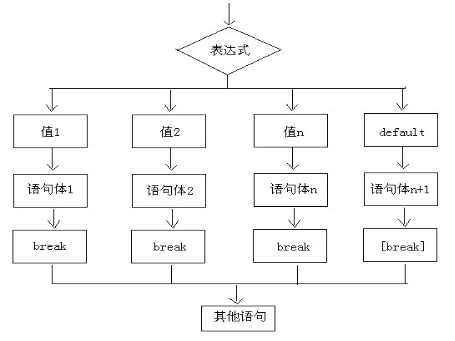 表达式
值1
值2
值n
default
语句体1
语句体2
语句体n
语句体n+1
break
break
break
[break]
其他语句